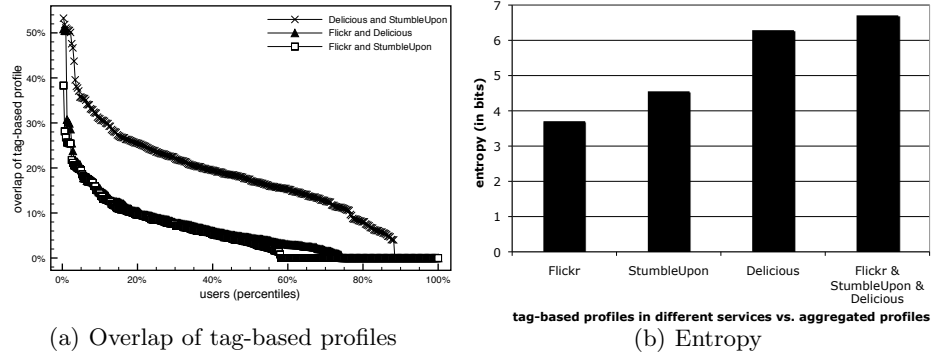 50%
40%
30%
20%
10%
0%
overlap of tag-based profile
Delicious and StumbleUpon
Flickr and Delicious
Flickr and StumbleUpon
0% 20% 40% 60% 80% 100%
users (percentiles)
(a) Overlap of tag-based profiles
7
6
5
4
3
2
1
0
entropy (in bits)
Flickr StumbleUpon Delicious Flickr &
StumbleUpon &
Delicious
tag-based profiles in different services vs. aggregated profiles
(b) Entropy